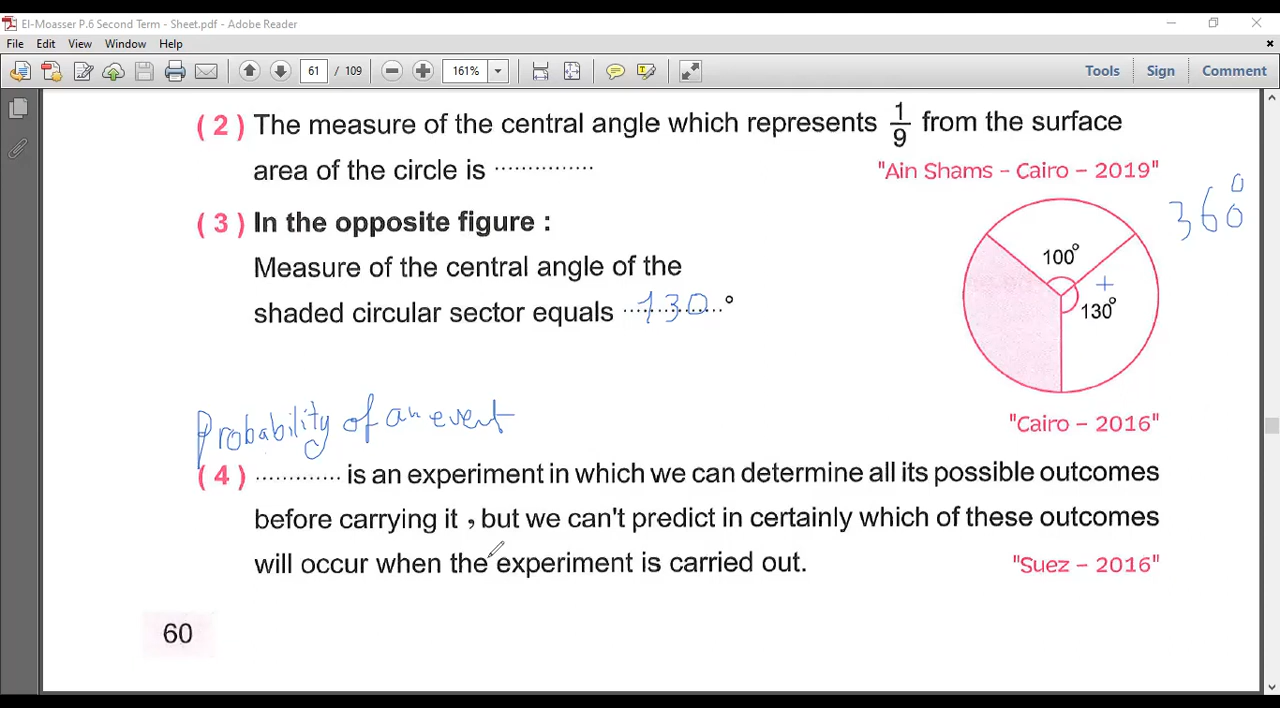 El-Moasser P.6 Second Term - Sheet.pdf - Adobe Reader
File Edit View Window Help
61 / 109 161% Tools Sign Comment
( 2 ) The measure of the central angle which represents 1/9 from the surface
area of the circle is ...............
"Ain Shams - Cairo - 2019"
360°
( 3 ) In the opposite figure :
Measure of the central angle of the
shaded circular sector equals 130°
100°
+
130°
"Cairo - 2016"
Probability of an event
( 4 ) ............. is an experiment in which we can determine all its possible outcomes
before carrying it , but we can't predict in certainly which of these outcomes
will occur when the experiment is carried out.
"Suez - 2016"
60